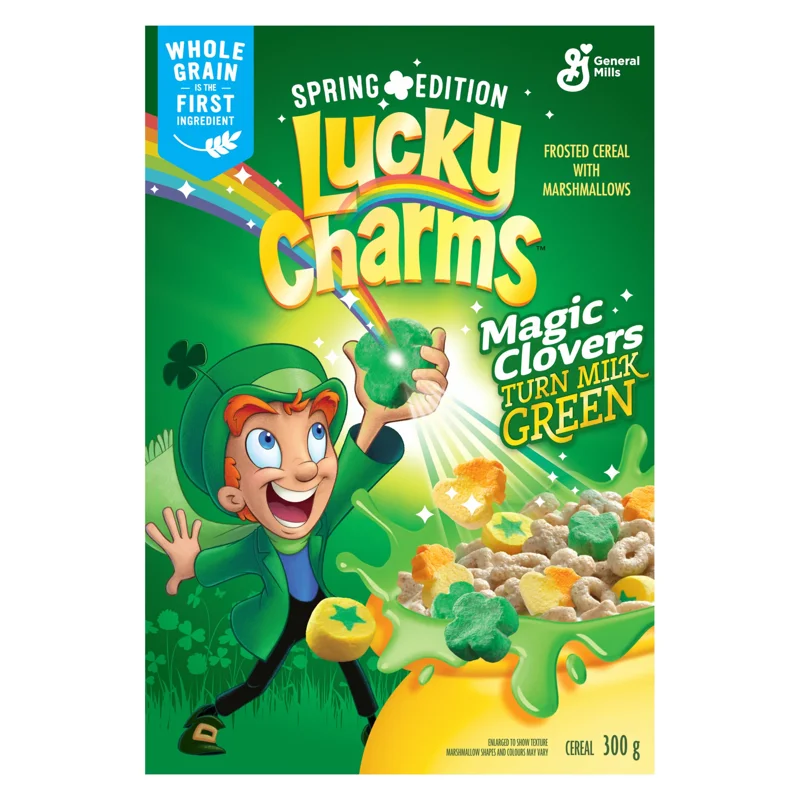 WHOLE
GRAIN
IS THE
FIRST
INGREDIENT
General
Mills
SPRING EDITION
Lucky
Charms™
FROSTED CEREAL
WITH
MARSHMALLOWS
Magic
Clovers
TURN MILK
GREEN
ENLARGED TO SHOW TEXTURE
MARSHMALLOW SHAPES AND COLOURS MAY VARY
CEREAL 300 g